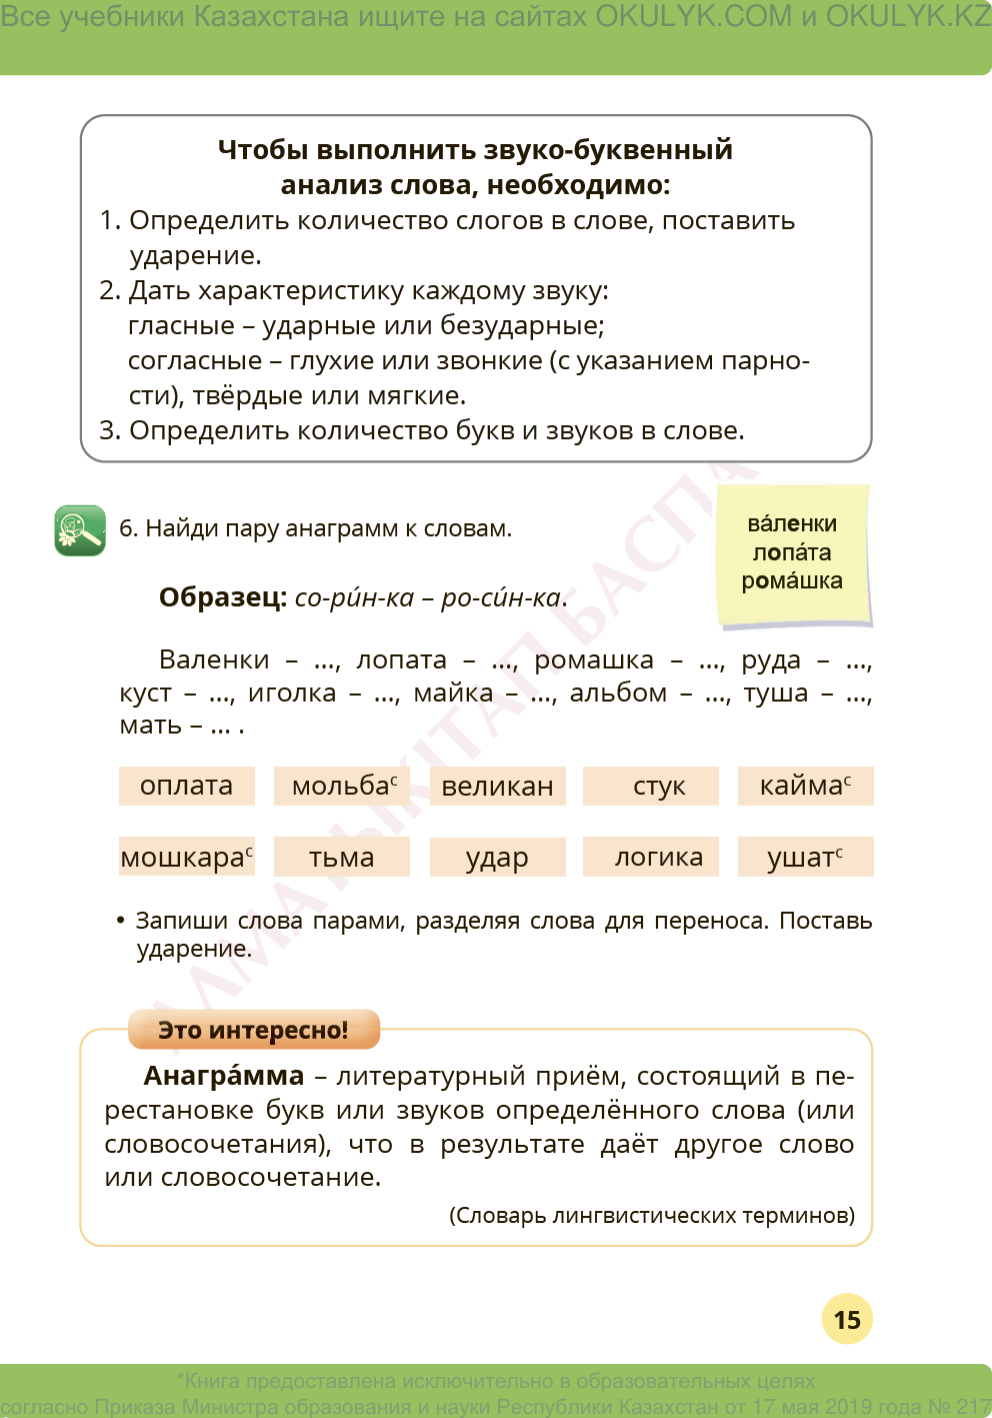 Все учебники Казахстана ищите на сайтах OKULYK.COM и OKULYK.KZ
Чтобы выполнить звуко-буквенный
анализ слова, необходимо:
1. Определить количество слогов в слове, поставить
ударение.
2. Дать характеристику каждому звуку:
гласные – ударные или безударные;
согласные – глухие или звонкие (с указанием парно-
сти), твёрдые или мягкие.
3. Определить количество букв и звуков в слове.
6. Найди пару анаграмм к словам.
ва́ленки
лопа́та
рома́шка
Образец: со-ри́н-ка – ро-си́н-ка.
Валенки – ..., лопата – ..., ромашка – ..., руда – ...,
куст – ..., иголка – ..., майка – ..., альбом – ..., туша – ...,
мать – ... .
оплата мольбаᶜ великан стук каймаᶜ
мошкараᶜ тьма удар логика ушатᶜ
• Запиши слова парами, разделяя слова для переноса. Поставь
ударение.
АЛМАТЫКІТАП БАСПА
Это интересно!
Анагра́мма – литературный приём, состоящий в пе-
рестановке букв или звуков определённого слова (или
словосочетания), что в результате даёт другое слово
или словосочетание.
(Словарь лингвистических терминов)
15
*Книга предоставлена исключительно в образовательных целях
согласно Приказа Министра образования и науки Республики Казахстан от 17 мая 2019 года № 217